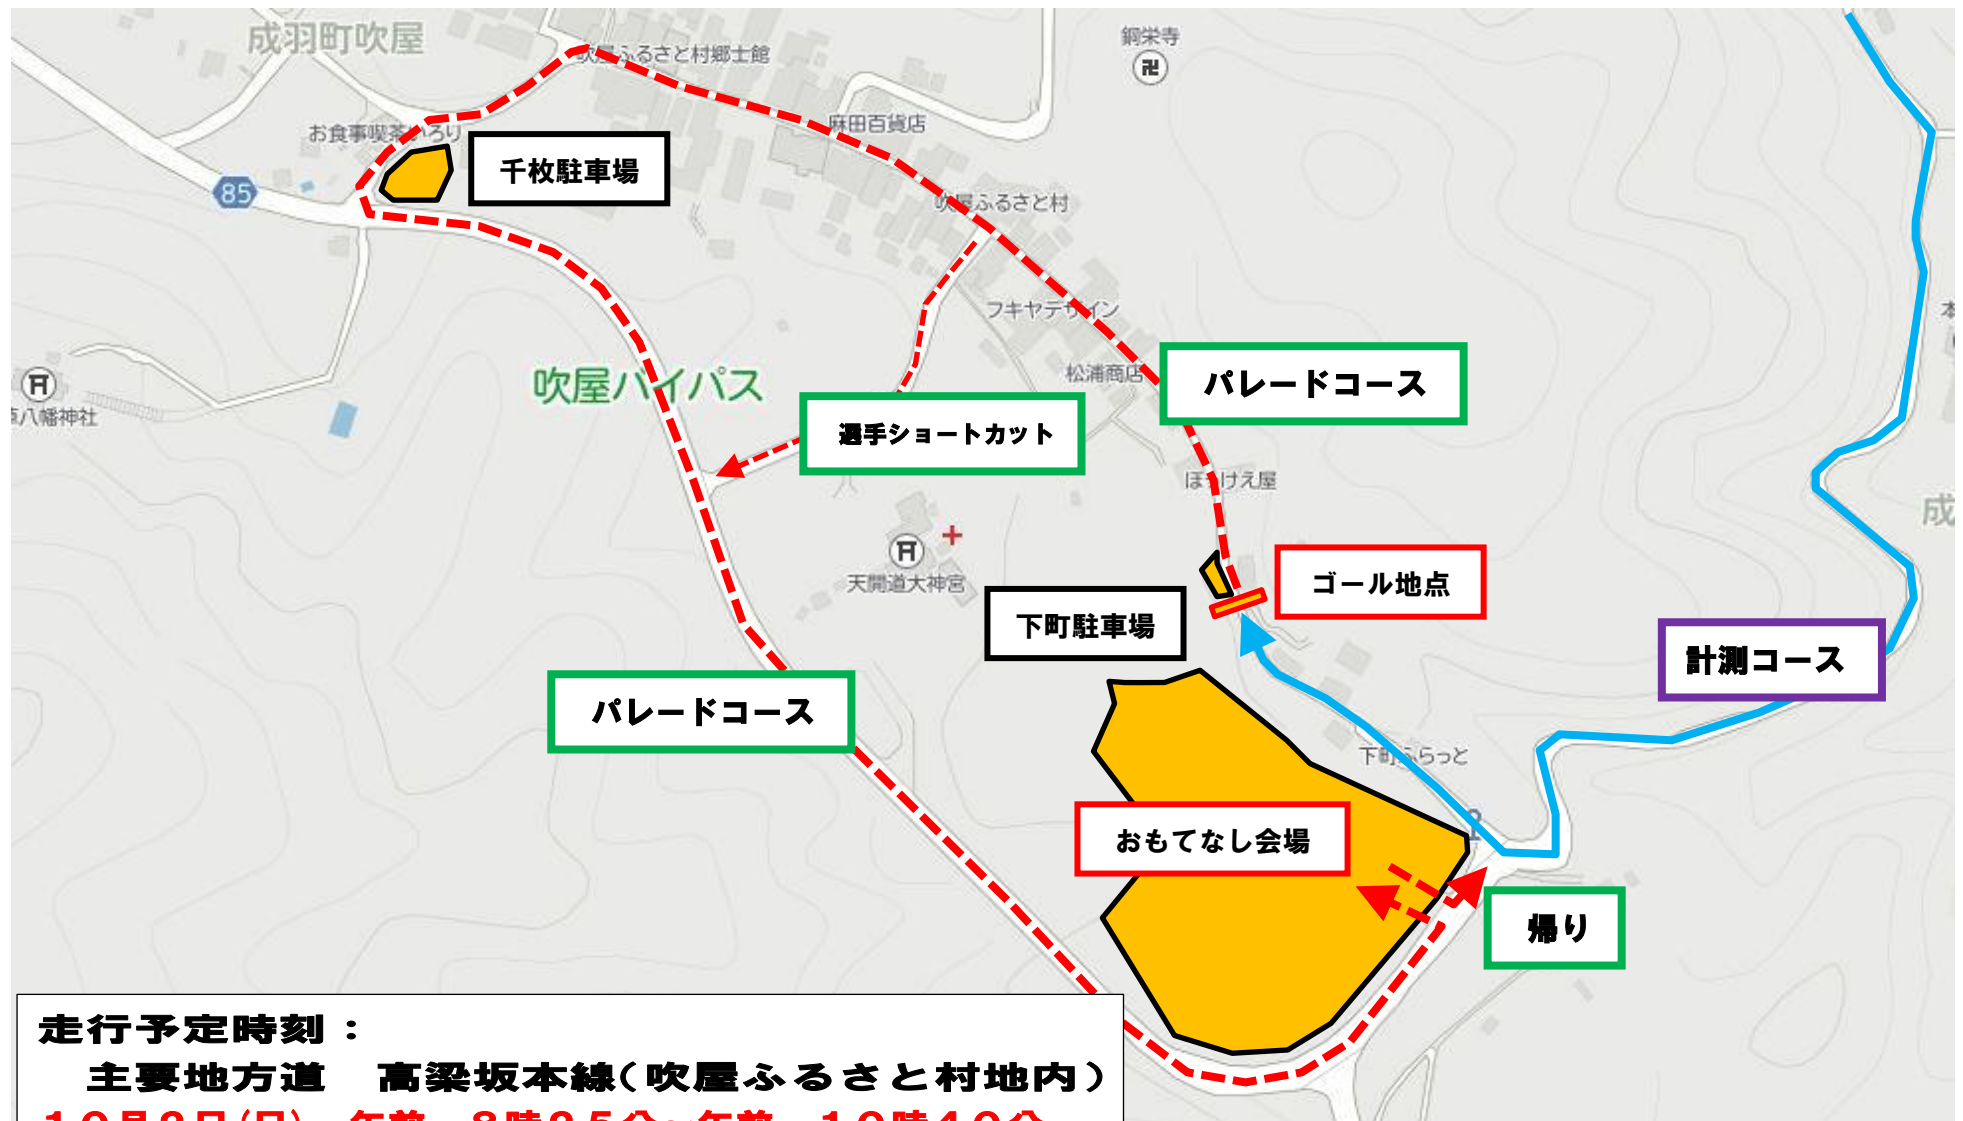 成羽町吹屋
吹屋ふるさと村郷土館
銅栄寺
お食事喫茶いろり
麻田百貨店
千枚駐車場
85
吹屋ふるさと村
フキヤデザイン
松浦商店
パレードコース
吹屋バイパス
八幡神社
選手ショートカット
ぼっけえ屋
成
天開道大神宮
ゴール地点
下町駐車場
計測コース
パレードコース
下町ふらっと
おもてなし会場
帰り
走行予定時刻:
主要地方道 高梁坂本線(吹屋ふるさと村地内)